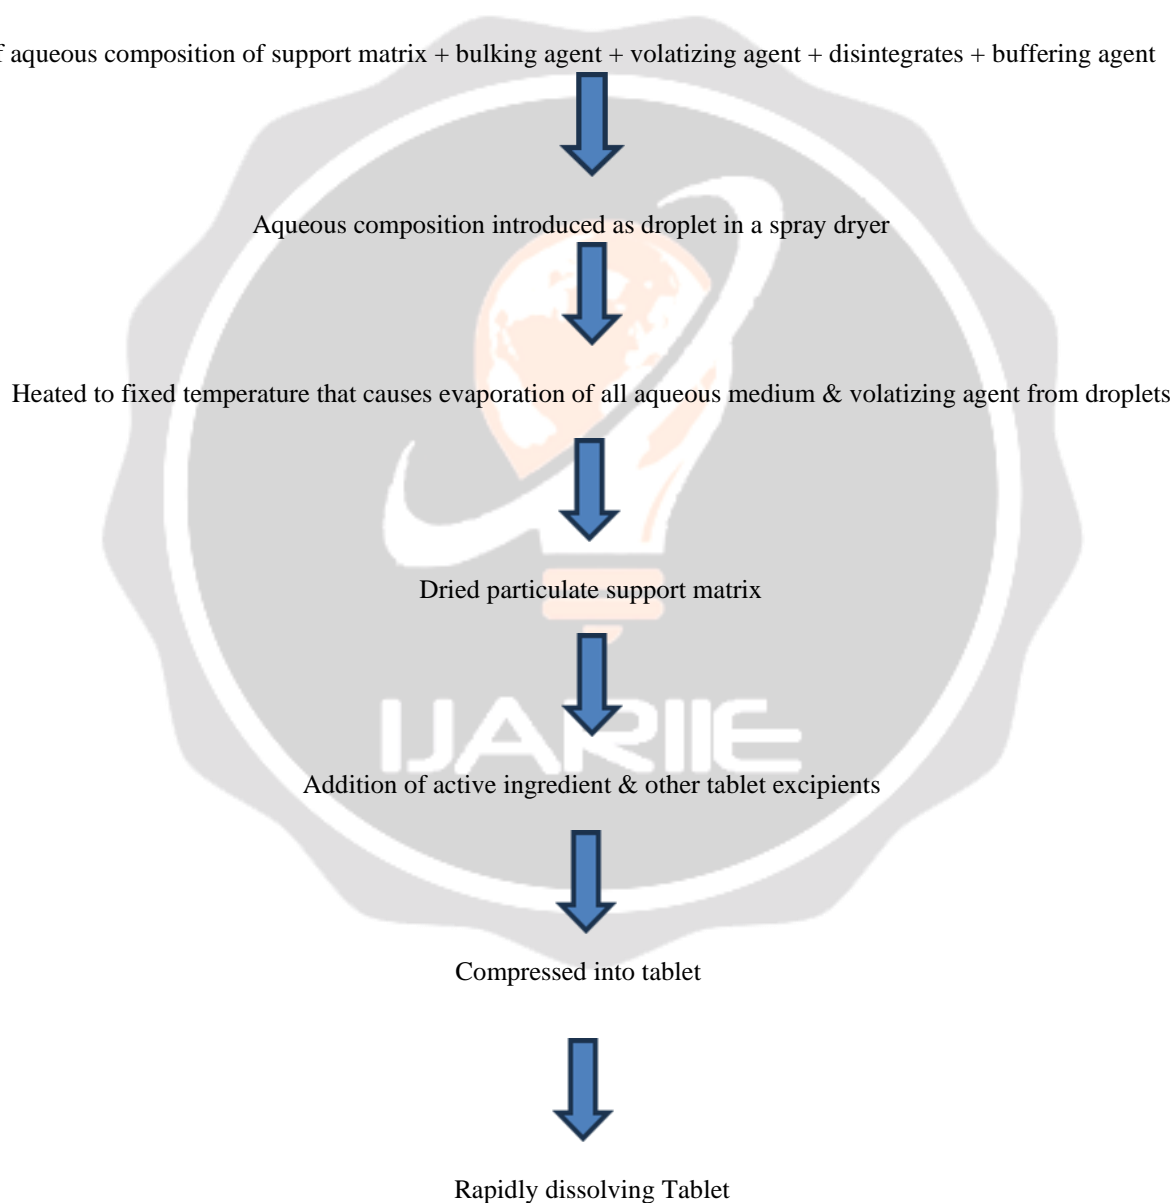 aqueous composition of support matrix + bulking agent + volatizing agent + disintegrates + buffering agent
Aqueous composition introduced as droplet in a spray dryer
Heated to fixed temperature that causes evaporation of all aqueous medium & volatizing agent from droplets
Dried particulate support matrix
IJARIIE
Addition of active ingredient & other tablet excipients
Compressed into tablet
Rapidly dissolving Tablet